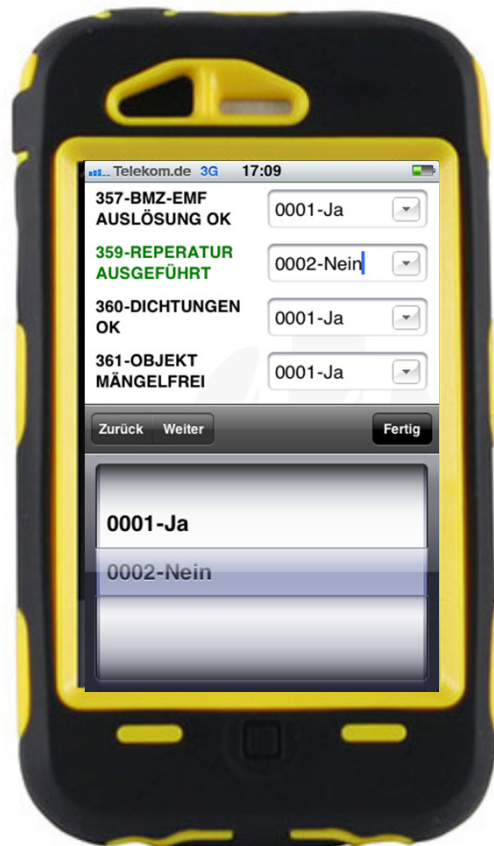 Telekom.de 3G 17:09
357-BMZ-EMF
AUSLÖSUNG OK
0001-Ja
359-REPERATUR
AUSGEFÜHRT
0002-Nein
360-DICHTUNGEN
OK
0001-Ja
361-OBJEKT
MÄNGELFREI
0001-Ja
Zurück Weiter Fertig
0001-Ja
0002-Nein